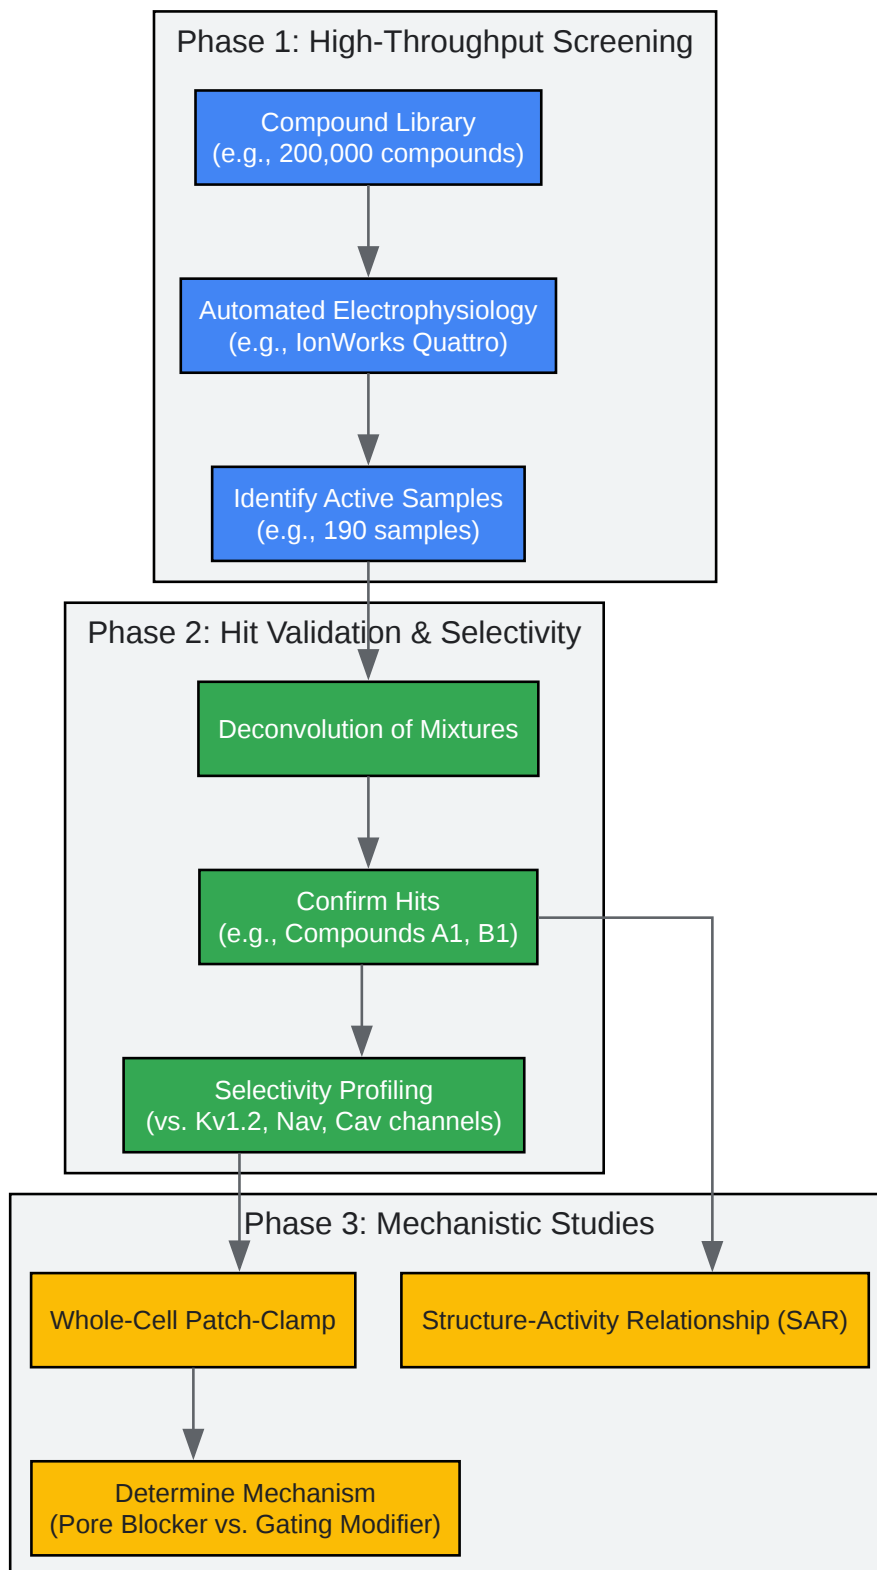 Phase 1: High-Throughput Screening
Compound Library
(e.g., 200,000 compounds)
Automated Electrophysiology
(e.g., IonWorks Quattro)
Identify Active Samples
(e.g., 190 samples)
Phase 2: Hit Validation & Selectivity
Deconvolution of Mixtures
Confirm Hits
(e.g., Compounds A1, B1)
Selectivity Profiling
(vs. Kv1.2, Nav, Cav channels)
Phase 3: Mechanistic Studies
Whole-Cell Patch-Clamp
Structure-Activity Relationship (SAR)
Determine Mechanism
(Pore Blocker vs. Gating Modifier)